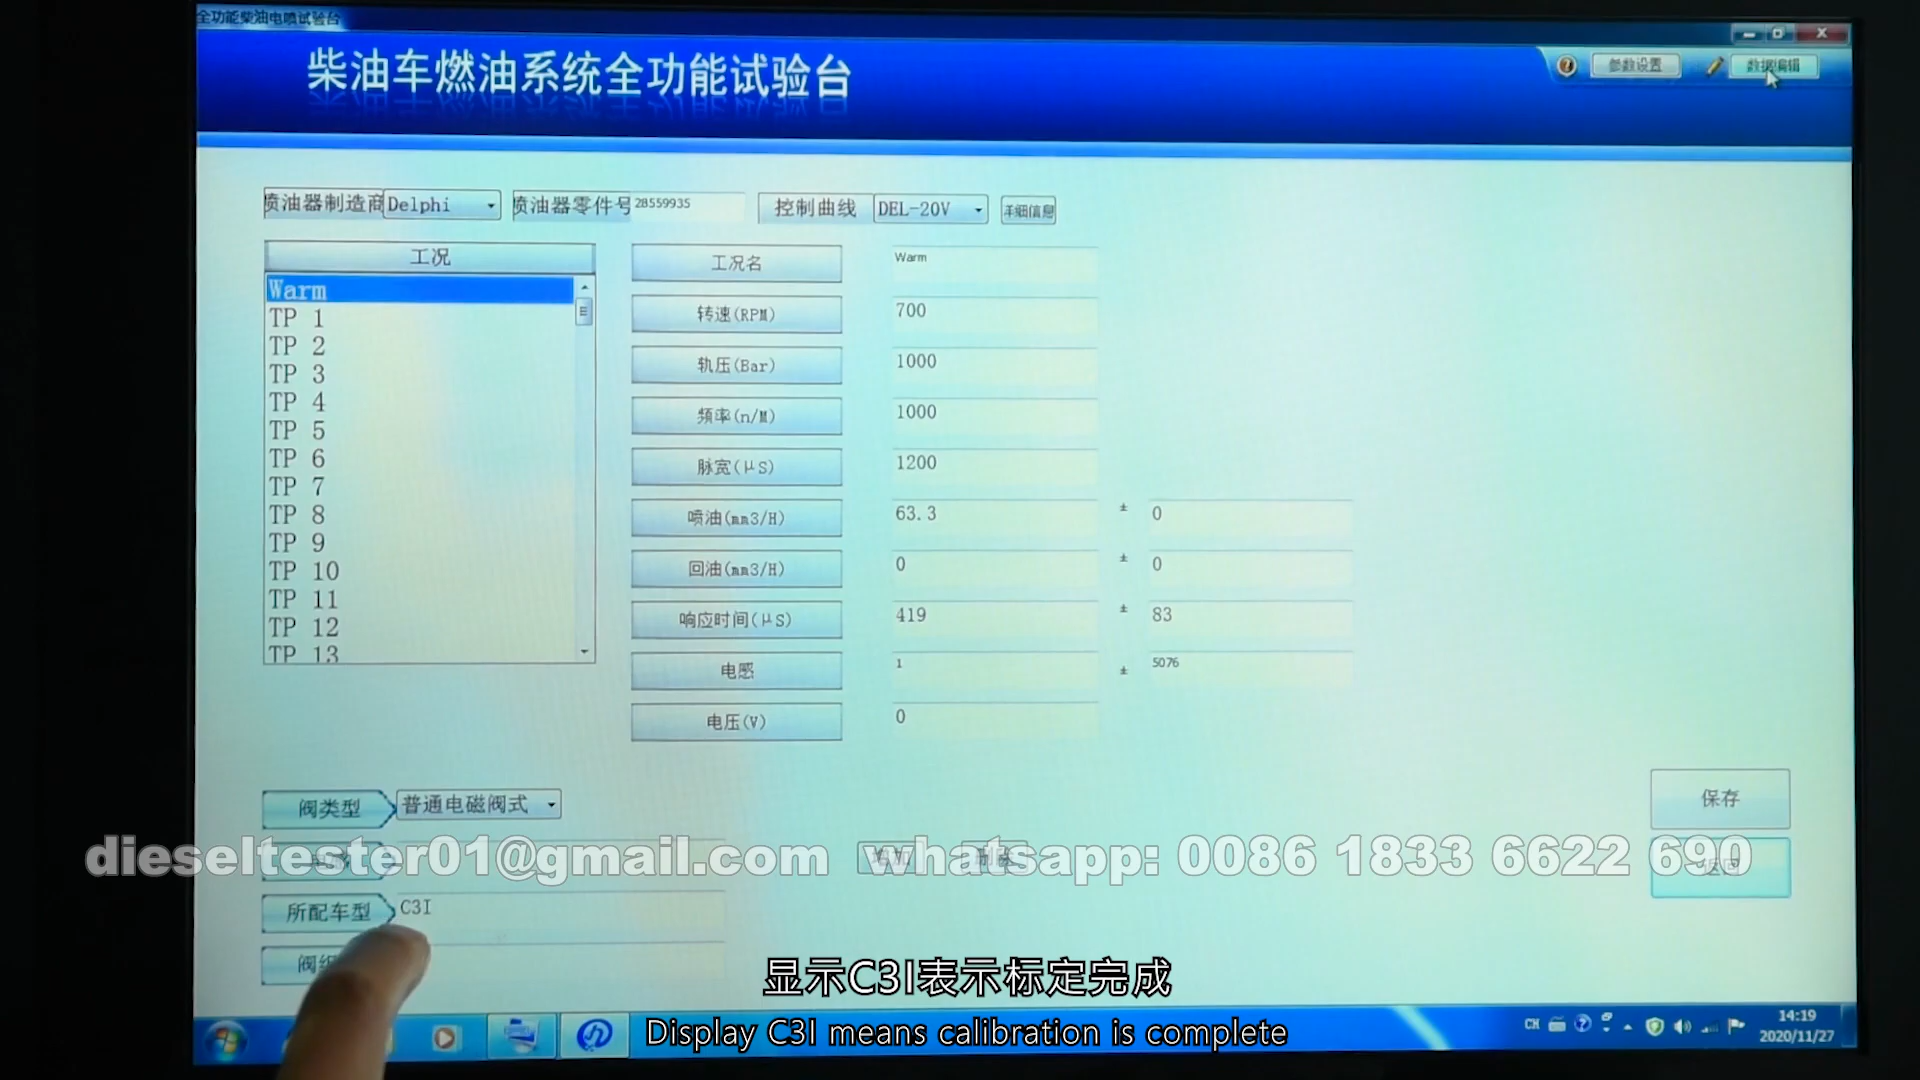 全功能柴油电喷试验台
柴油车燃油系统全功能试验台
参数设置
数据编辑
喷油器制造商 Delphi 喷油器零件号 28559935 控制曲线 DEL-20V 详细信息
工况
Warm
TP 1
TP 2
TP 3
TP 4
TP 5
TP 6
TP 7
TP 8
TP 9
TP 10
TP 11
TP 12
TP 13
工况名 Warm
转速(RPM) 700
轨压(Bar) 1000
频率(n/M) 1000
脉宽(μS) 1200
喷油(mm3/H) 63.3 ± 0
回油(mm3/H) 0 ± 0
响应时间(μS) 419 ± 83
电感 1 ± 5076
电压(V) 0
阀类型 普通电磁阀式
保存
dieseltester01@gmail.com whatsapp: 0086 1833 6622 690
返回
所配车型 C3I
显示C3I表示标定完成
Display C3I means calibration is complete
CH
14:19
2020/11/27